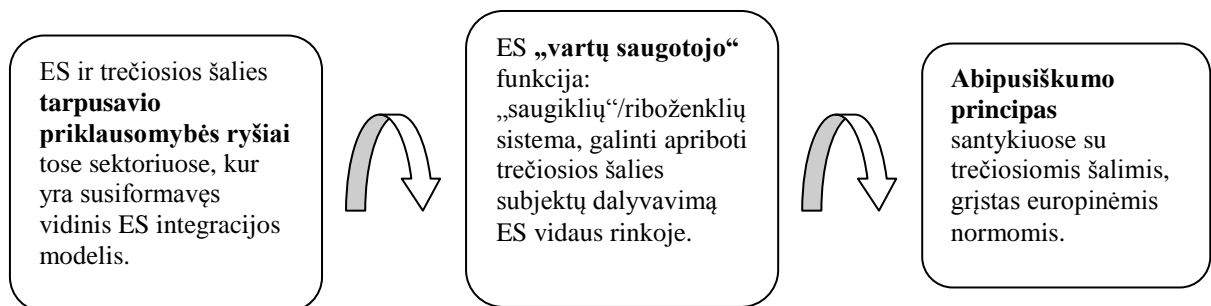 ES ir trečiosios šalies
tarpusavio
priklausomybės ryšiai
tose sektoriuose, kur
yra susiformavęs
vidinis ES integracijos
modelis.
ES „vartų saugotojo“
funkcija:
„saugiklių“/riboženklių
sistema, galinti apriboti
trečiosios šalies
subjektų dalyvavimą
ES vidaus rinkoje.
Abipusiškumo
principas
santykiuose su
trečiosiomis šalimis,
grįstas europinėmis
normomis.